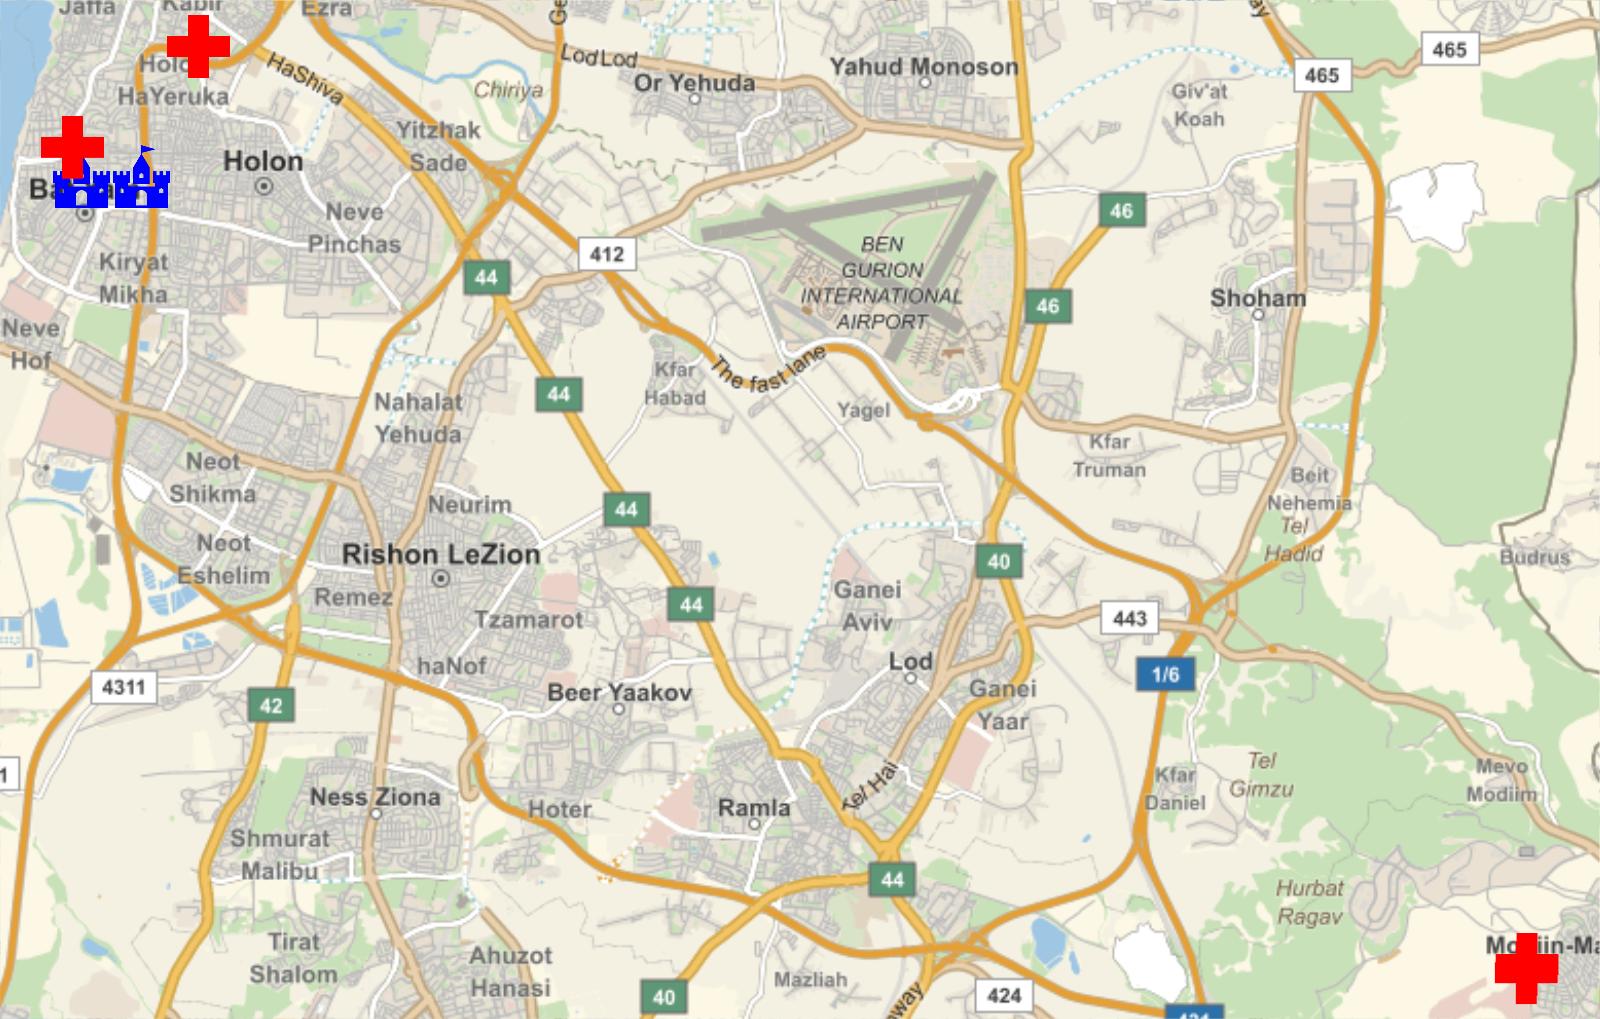 Jaffa
Kabir
Ezra
HaYeruka
HaShiva
Chiriya
Lod Lod
Or Yehuda
Yahud Monoson
465
465
Giv'at
Koah
Yitzhak
Sade
Holon
Neve
Pinchas
Kiryat
Mikha
412
46
46
44
BEN
GURION
INTERNATIONAL
AIRPORT
Shoham
Neve
Hof
The fast lane
Kfar
Habad
44
Nahalat
Yehuda
Yagel
Kfar
Truman
Neot
Shikma
Beit
Nehemia
Tel
Hadid
Budrus
Neurim
44
Neot
Eshelim
Rishon LeZion
Remez
40
44
Ganei
Aviv
Tzamarot
443
haNof
Lod
1/6
4311
42
Beer Yaakov
Ganei
Yaar
1
Ness Ziona
Hoter
Ramla
Tel Hai
Kfar
Daniel
Tel
Gimzu
Mevo
Modiim
Shmurat
Malibu
44
Hurbat
Ragav
Tirat
Shalom
Ahuzot
Hanasi
40
Mazliah
424
431